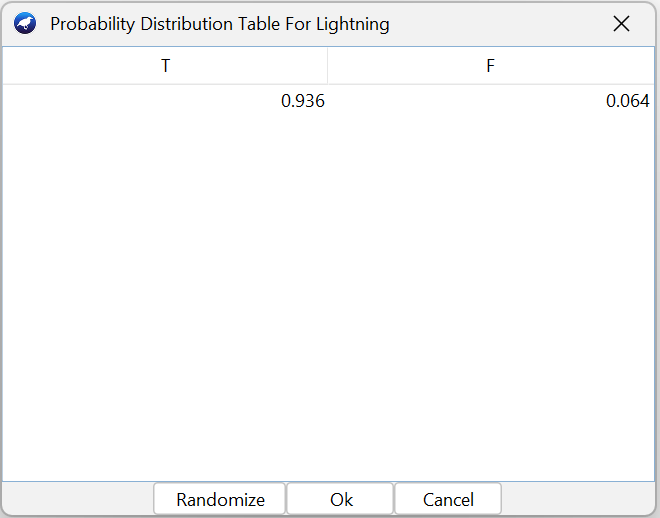 Probability Distribution Table For Lightning
T F
0.936 0.064
Randomize Ok Cancel